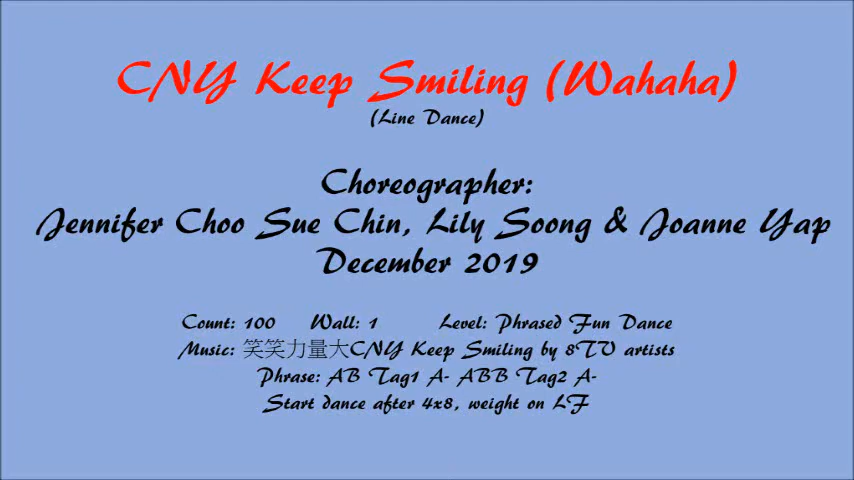 CNY Keep Smiling (Wahaha)
(Line Dance)
Choreographer:
Jennifer Choo Sue Chin, Lily Soong & Joanne Yap
December 2019
Count: 100 Wall: 1 Level: Phrased Fun Dance
Music: 笑笑力量大CNY Keep Smiling by 8TV artists
Phrase: AB Tag1 A- ABB Tag2 A-
Start dance after 4x8, weight on LF